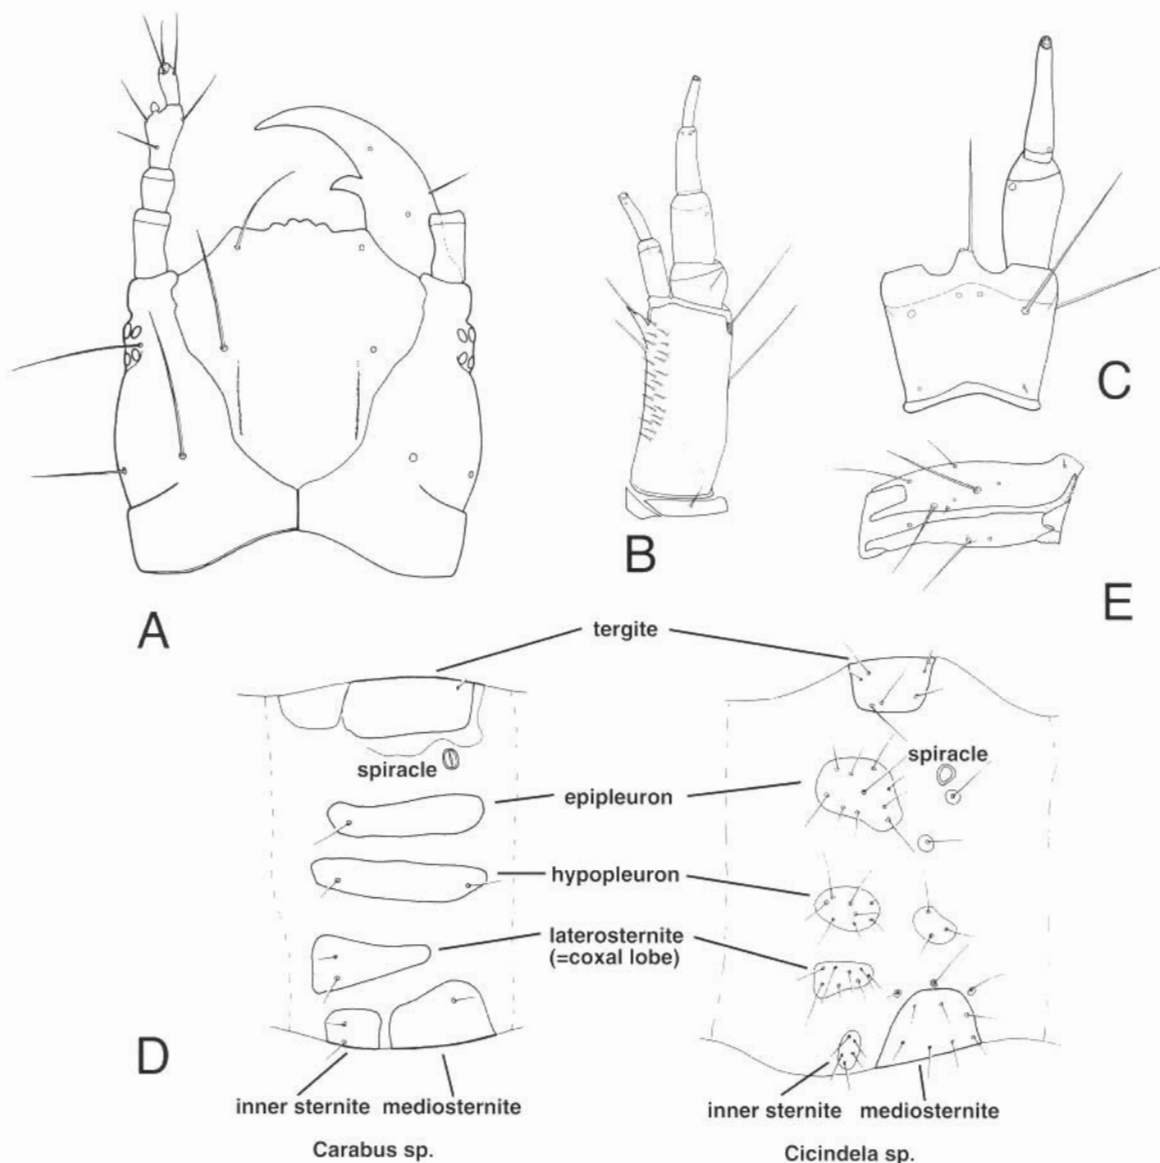 A
B
C
E
tergite
spiracle
spiracle
epipleuron
hypopleuron
laterosternite
(=coxal lobe)
D
inner sternite
mediosternite
inner sternite
mediosternite
Carabus sp.
Cicindela sp.